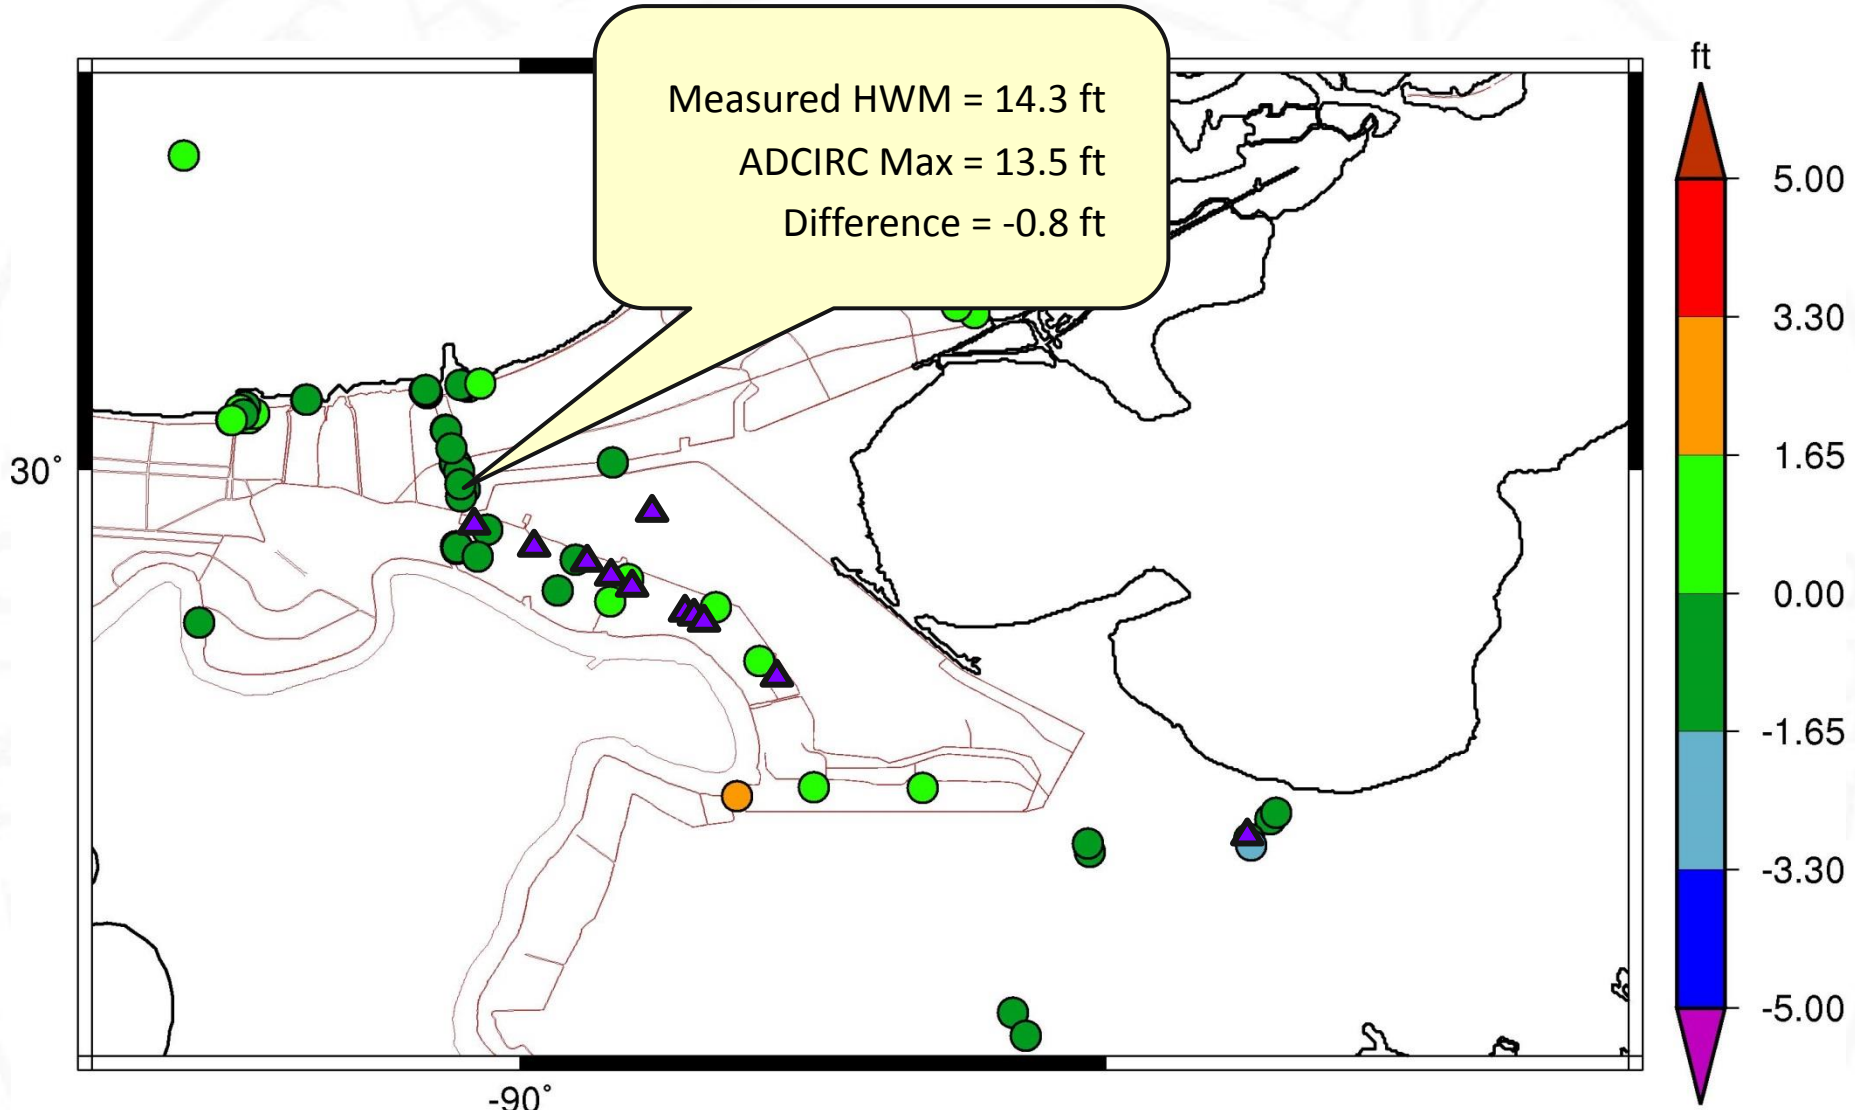 Measured HWM = 14.3 ft
ADCIRC Max = 13.5 ft
Difference = -0.8 ft
ft
5.00
3.30
1.65
0.00
-1.65
-3.30
-5.00
30°
-90°